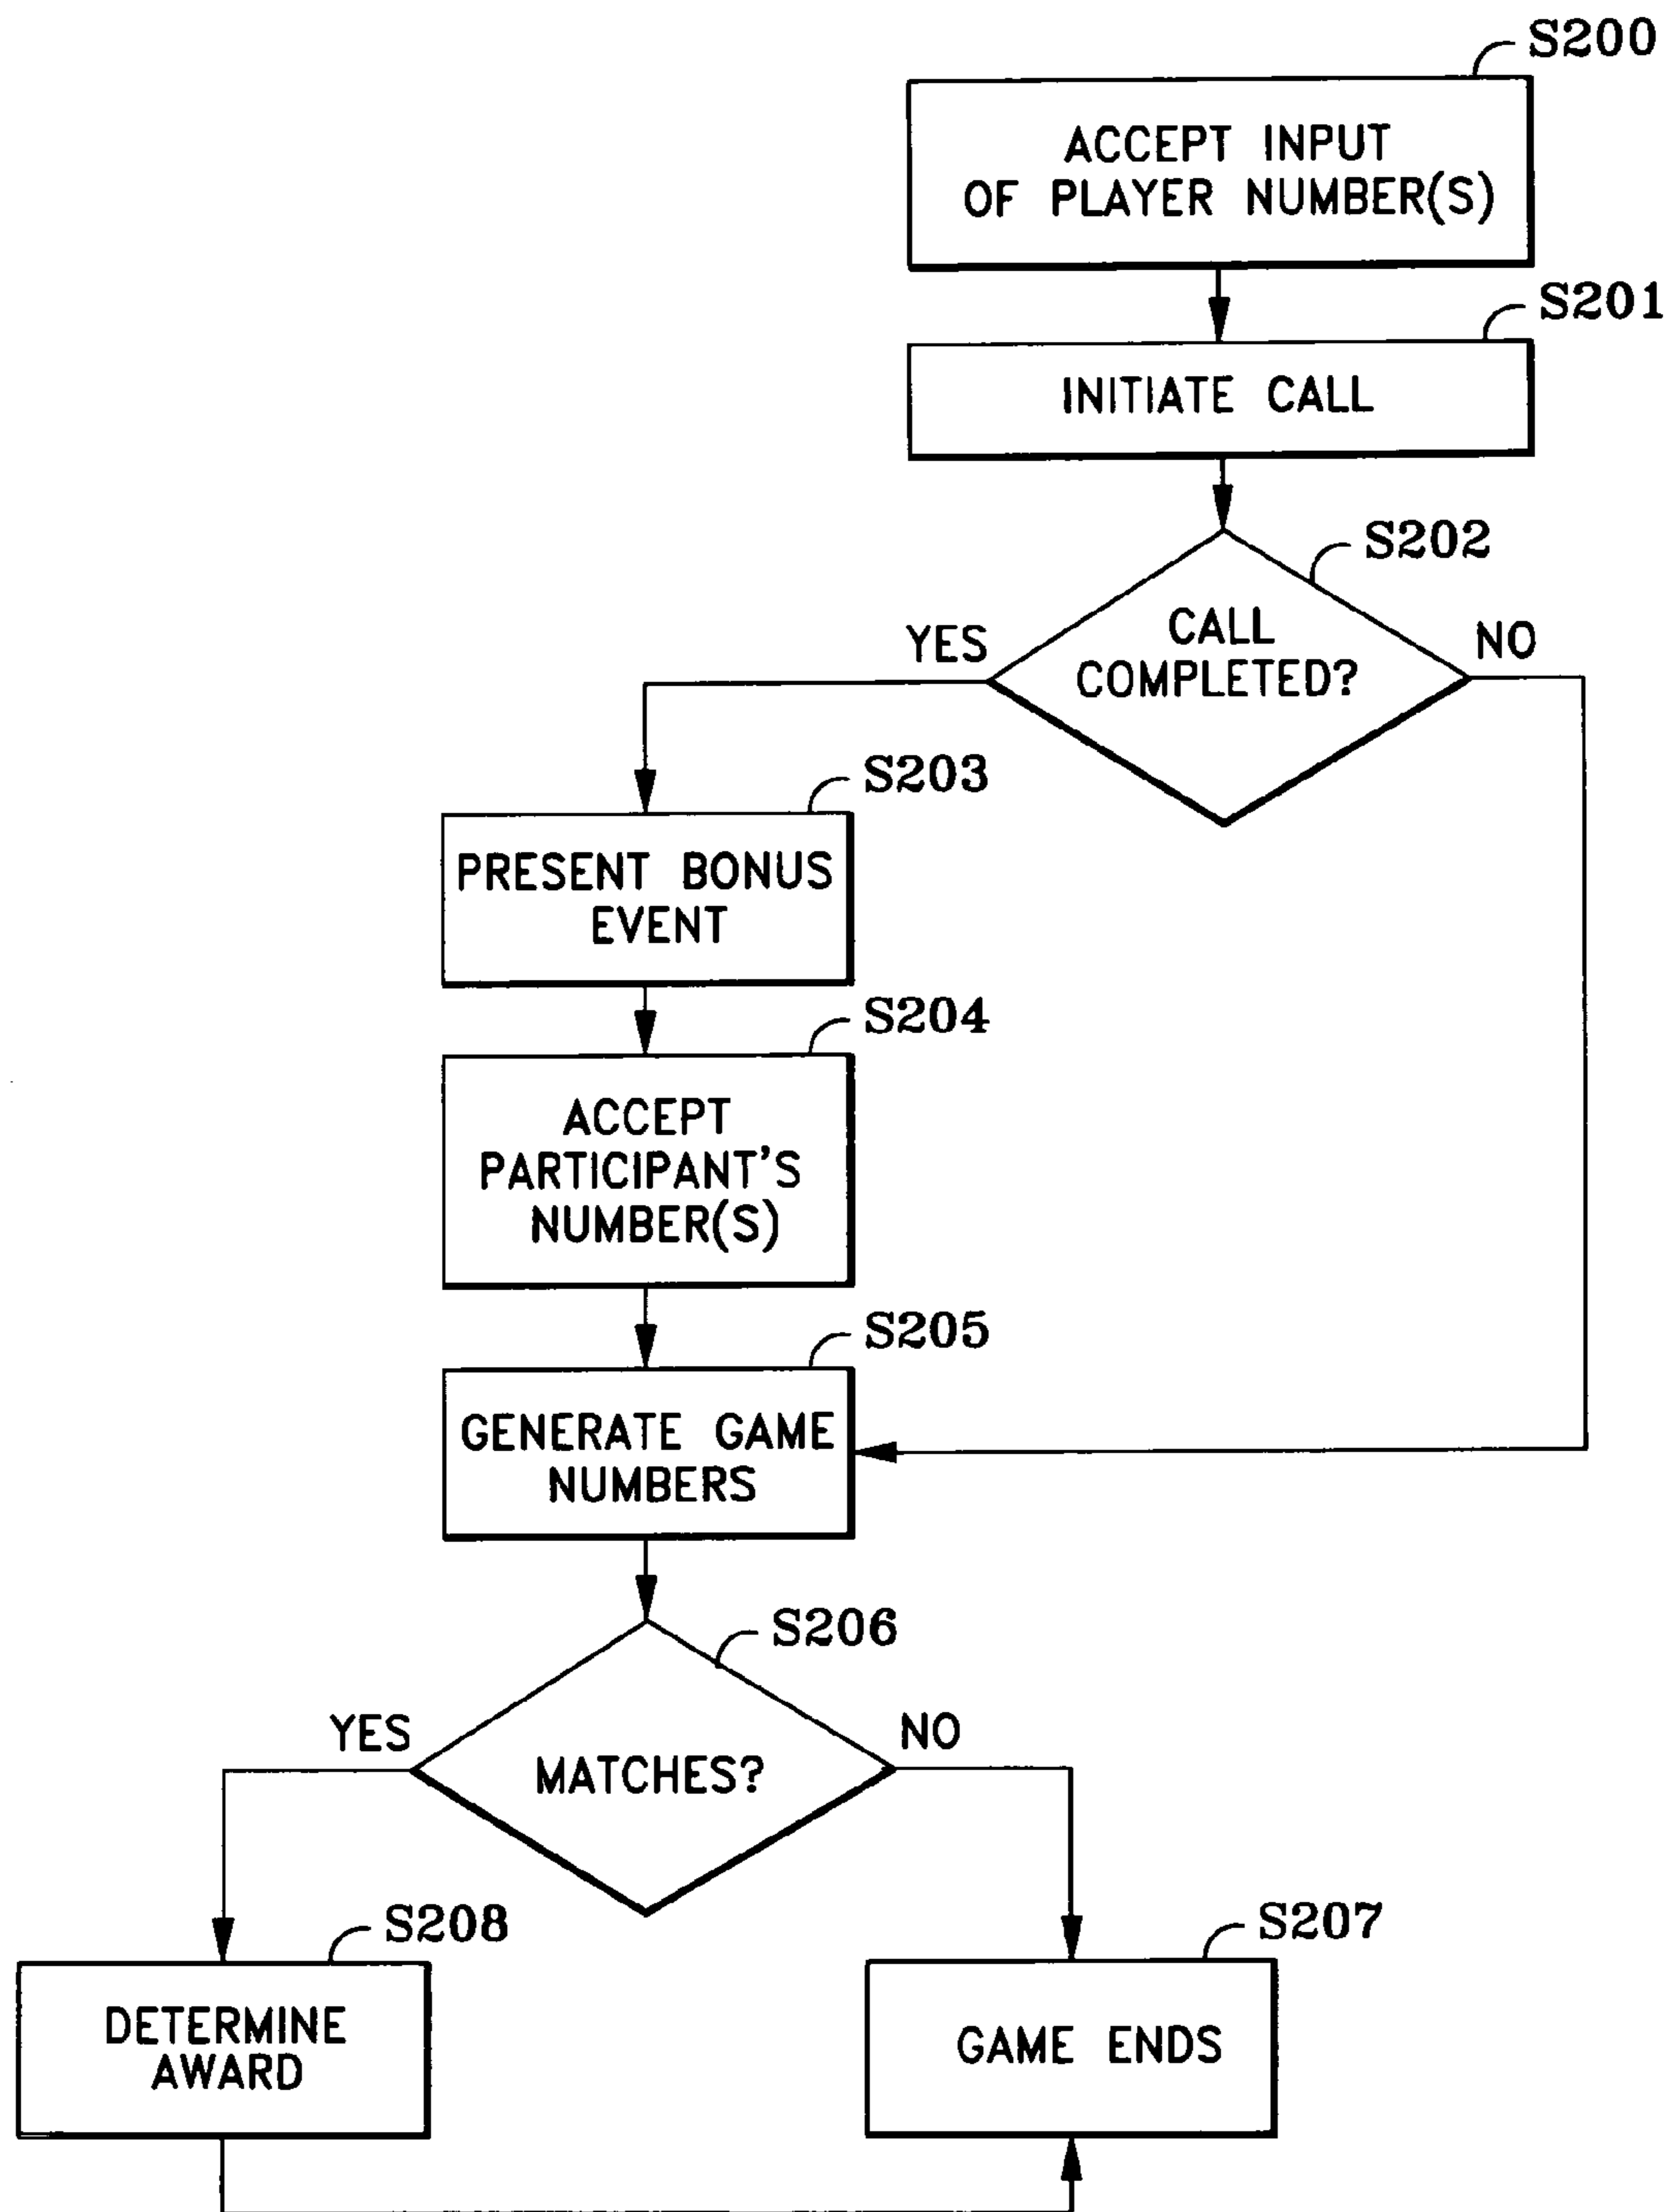 S200
ACCEPT INPUT
OF PLAYER NUMBER(S)
S201
INITIATE CALL
S202
CALL
COMPLETED?
YES
NO
S203
PRESENT BONUS
EVENT
S204
ACCEPT
PARTICIPANT'S
NUMBER(S)
S205
GENERATE GAME
NUMBERS
S206
MATCHES?
YES
NO
S208
DETERMINE
AWARD
S207
GAME ENDS